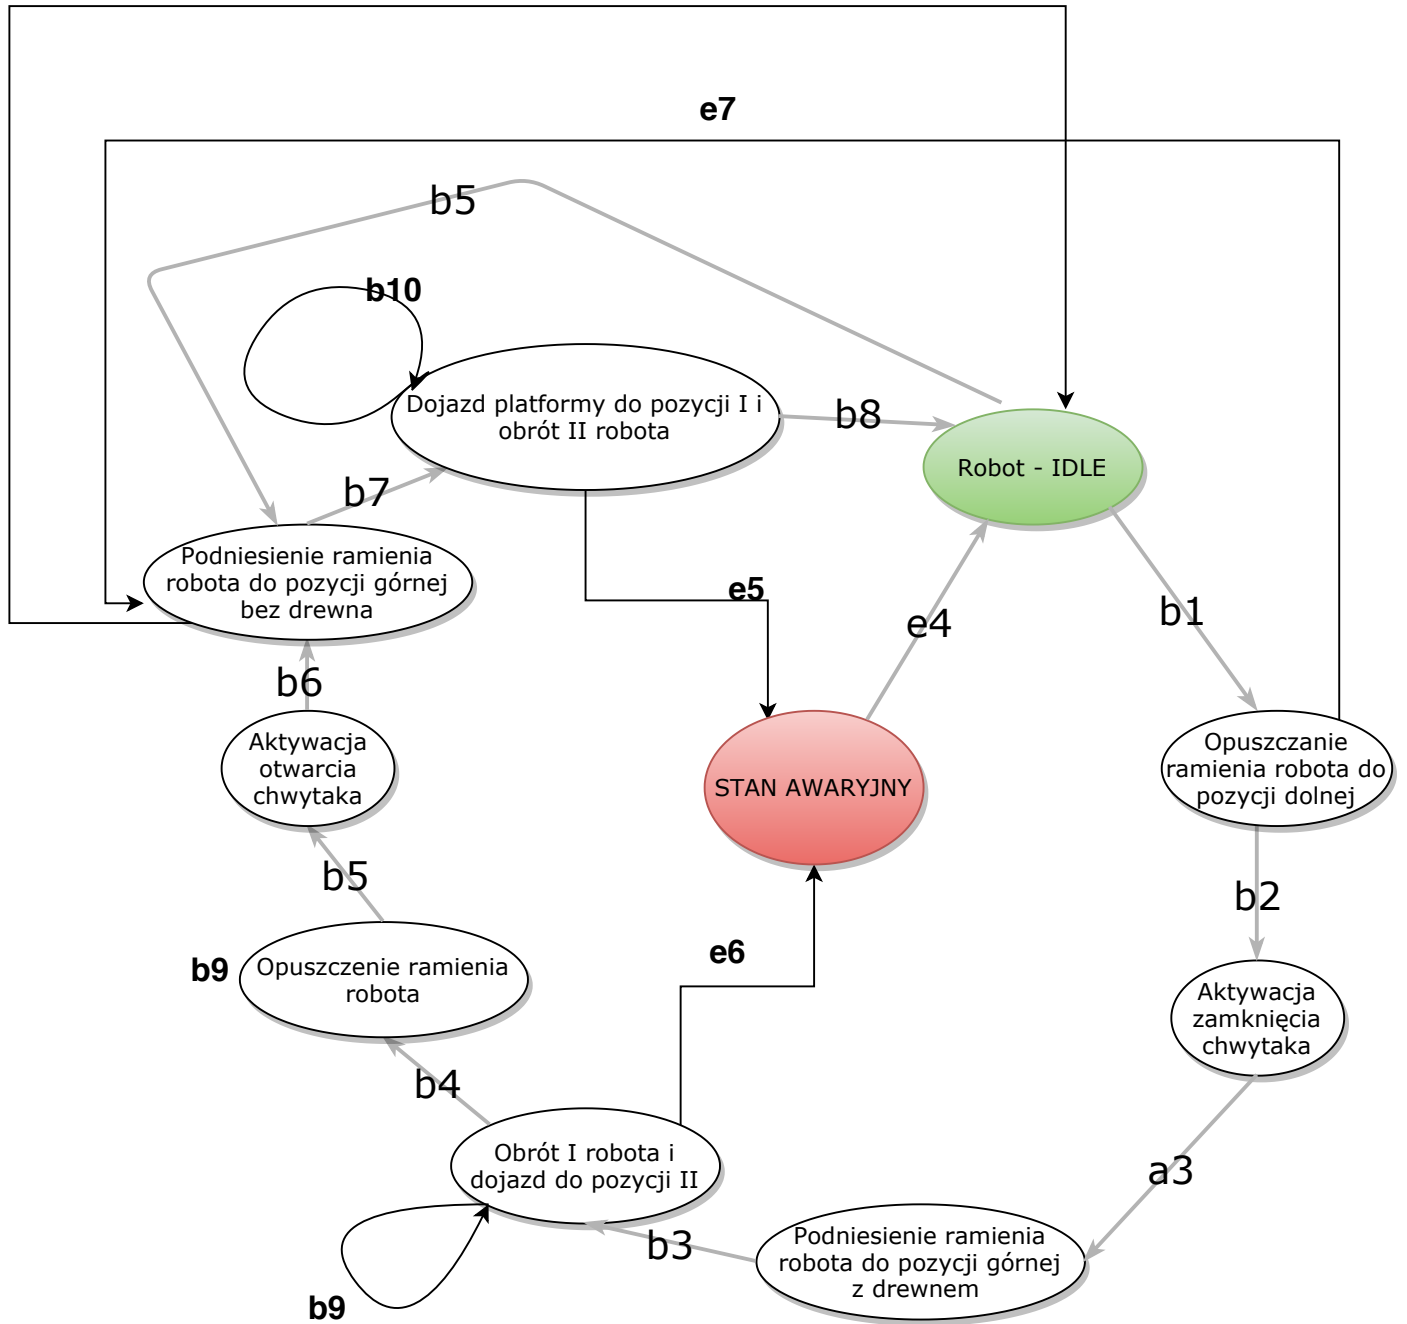 e7
b5
b10
Dojazd platformy do pozycji I i
obrót II robota
b8
Robot - IDLE
b7
Podniesienie ramienia
robota do pozycji górnej
bez drewna
e5
e4
b1
b6
Aktywacja
otwarcia
chwytaka
STAN AWARYJNY
Opuszczanie
ramienia robota do
pozycji dolnej
b5
b2
b9
Opuszczenie ramienia
robota
e6
Aktywacja
zamknięcia
chwytaka
b4
Obrót I robota i
dojazd do pozycji II
a3
b3
Podniesienie ramienia
robota do pozycji górnej
z drewnem
b9